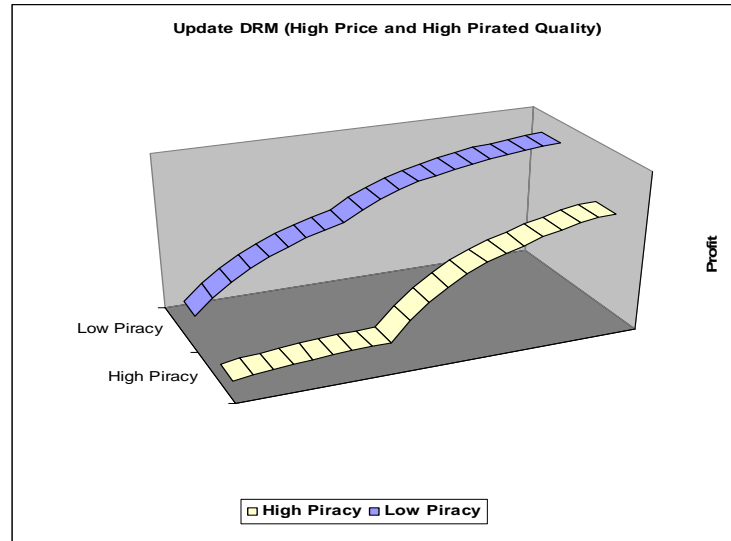 Update DRM (High Price and High Pirated Quality)
Profit
Low Piracy
High Piracy
High Piracy Low Piracy